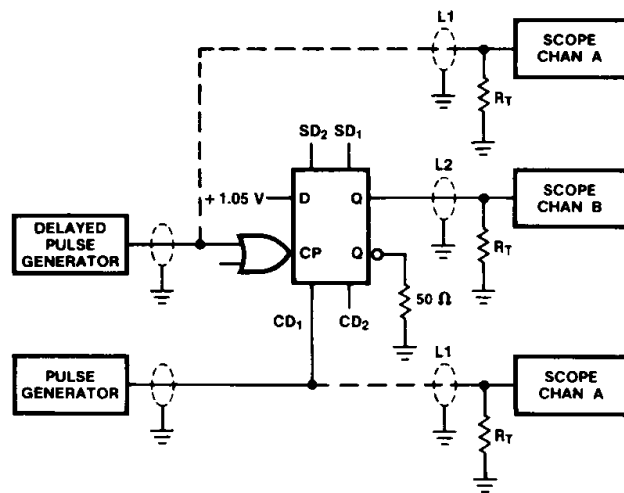 L1
SCOPE
CHAN A
RT
SD2 SD1
+ 1.05 V
D
Q
L2
SCOPE
CHAN B
RT
DELAYED
PULSE
GENERATOR
CP
Q
50 Ω
CD1
CD2
PULSE
GENERATOR
L1
SCOPE
CHAN A
RT